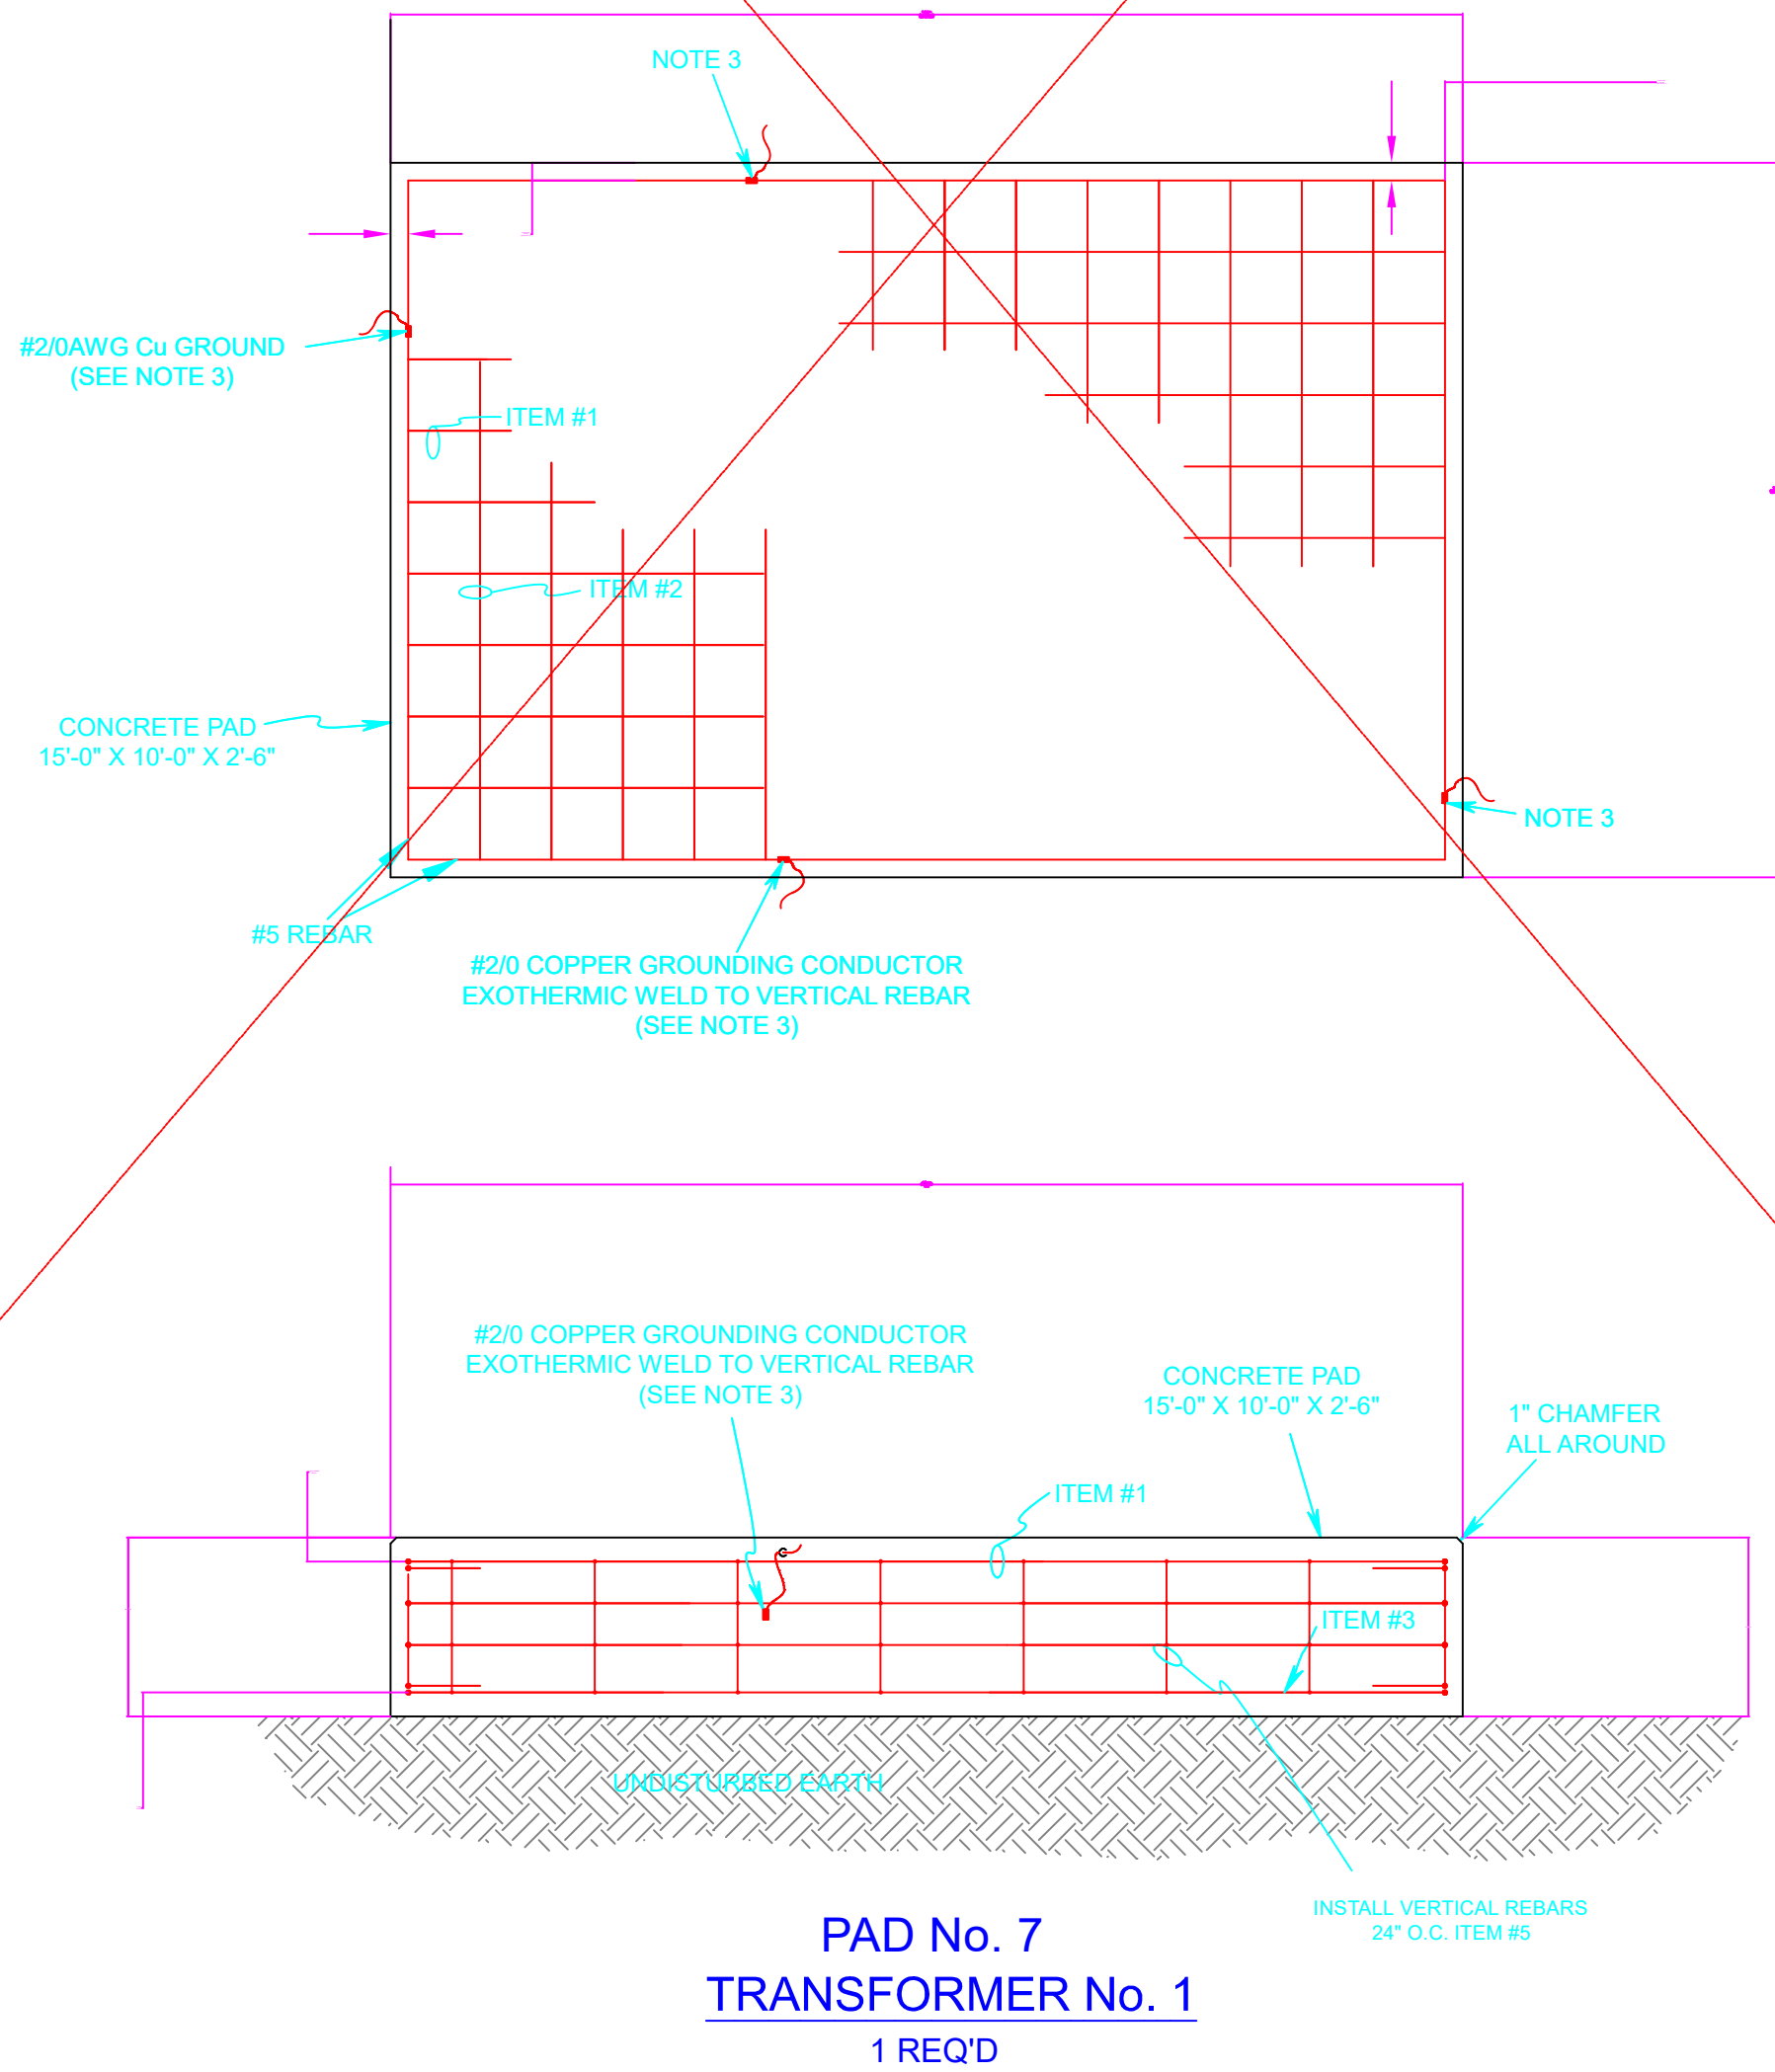 NOTE 3
#2/0AWG Cu GROUND
(SEE NOTE 3)
ITEM #1
ITEM #2
CONCRETE PAD
15'-0" X 10'-0" X 2'-6"
NOTE 3
#5 REBAR
#2/0 COPPER GROUNDING CONDUCTOR
EXOTHERMIC WELD TO VERTICAL REBAR
(SEE NOTE 3)
#2/0 COPPER GROUNDING CONDUCTOR
EXOTHERMIC WELD TO VERTICAL REBAR
(SEE NOTE 3)
CONCRETE PAD
15'-0" X 10'-0" X 2'-6"
1" CHAMFER
ALL AROUND
ITEM #1
ITEM #3
UNDISTURBED EARTH
INSTALL VERTICAL REBARS
24" O.C. ITEM #5
PAD No. 7
TRANSFORMER No. 1
1 REQ'D